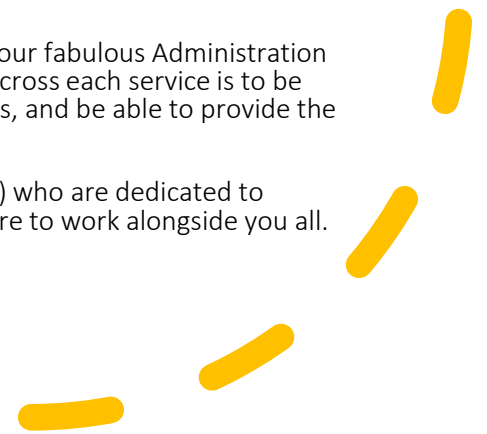 our fabulous Administration
cross each service is to be
s, and be able to provide the
) who are dedicated to
re to work alongside you all.